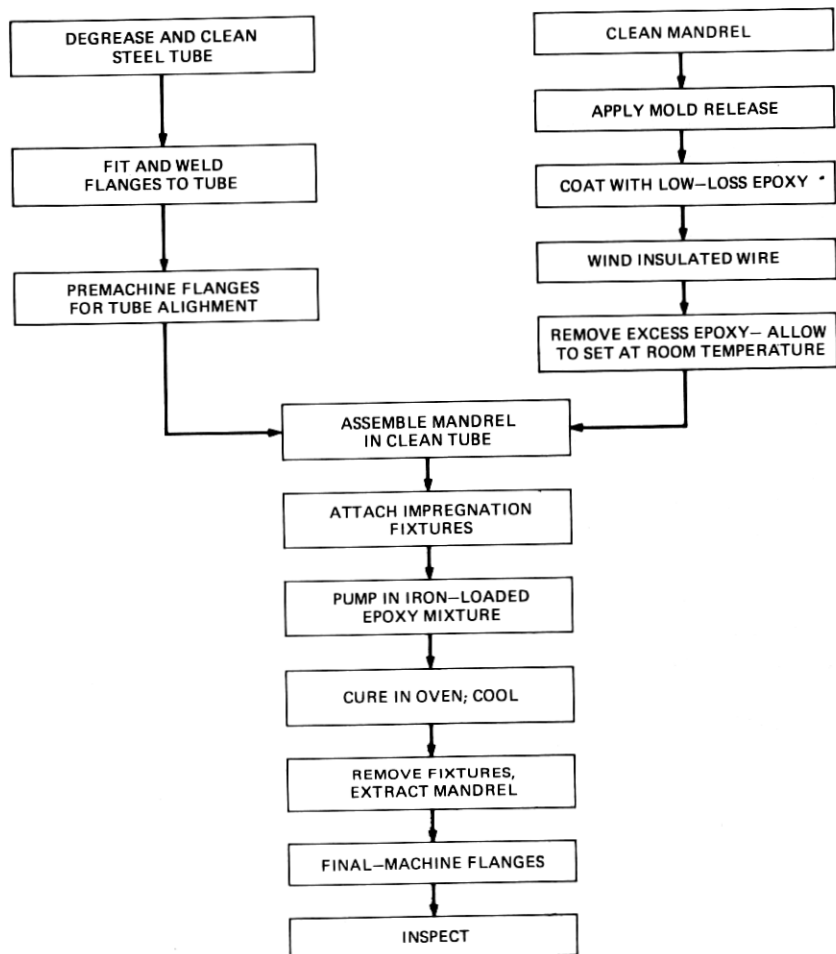 DEGREASE AND CLEAN
STEEL TUBE
FIT AND WELD
FLANGES TO TUBE
PREMACHINE FLANGES
FOR TUBE ALIGHMENT
CLEAN MANDREL
APPLY MOLD RELEASE
COAT WITH LOW–LOSS EPOXY
WIND INSULATED WIRE
REMOVE EXCESS EPOXY– ALLOW
TO SET AT ROOM TEMPERATURE
ASSEMBLE MANDREL
IN CLEAN TUBE
ATTACH IMPREGNATION
FIXTURES
PUMP IN IRON–LOADED
EPOXY MIXTURE
CURE IN OVEN; COOL
REMOVE FIXTURES,
EXTRACT MANDREL
FINAL–MACHINE FLANGES
INSPECT